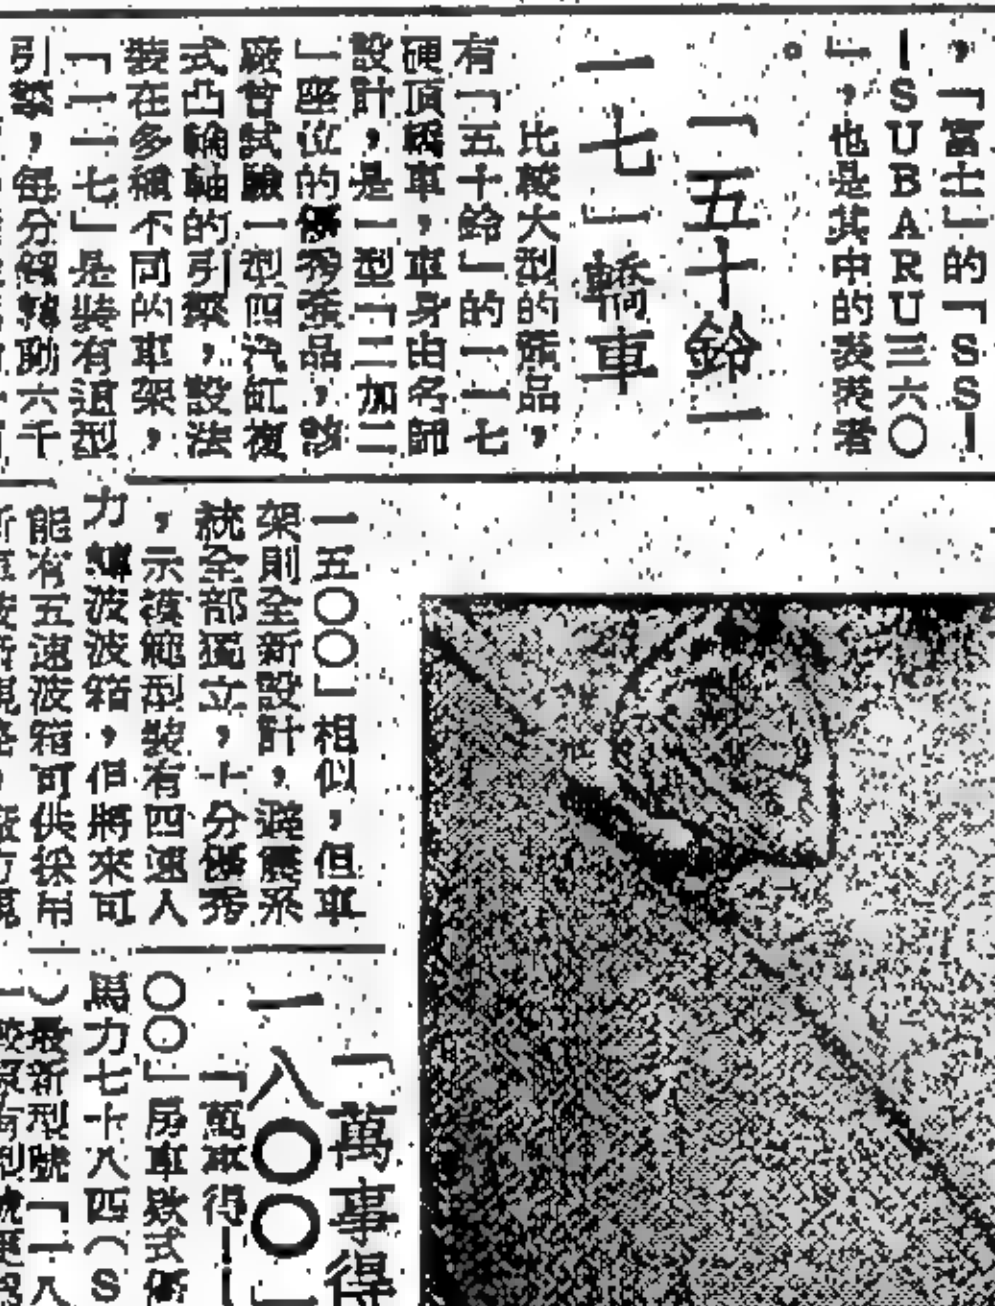 ，「富士」的「SS—
—SUBARU三六〇
」，也是其中的表表者
。
「五十鈴一
一七」轎車
比較大型的產品，
有「五十鈴」的一一七
硬頂轎車，車身由名師
設計，是一型「二加二
」座位的優秀產品，該
廠曾試驗一型四汽缸複
式凸輪軸的引擎，設法
裝在多種不同的車架，
「一一七」是裝有這型
引擎，每分鐘轉動六千
一五〇〇」相似，但車
架則全新設計，避震系
統全部獨立，十分優秀
，示範型裝有四速人
力波波箱，但將來可
能有五速波箱可供採用
「萬事得
一八〇〇」
「萬事得—
〇〇」房車款式
馬力七十八匹（S
）最新型號「一八